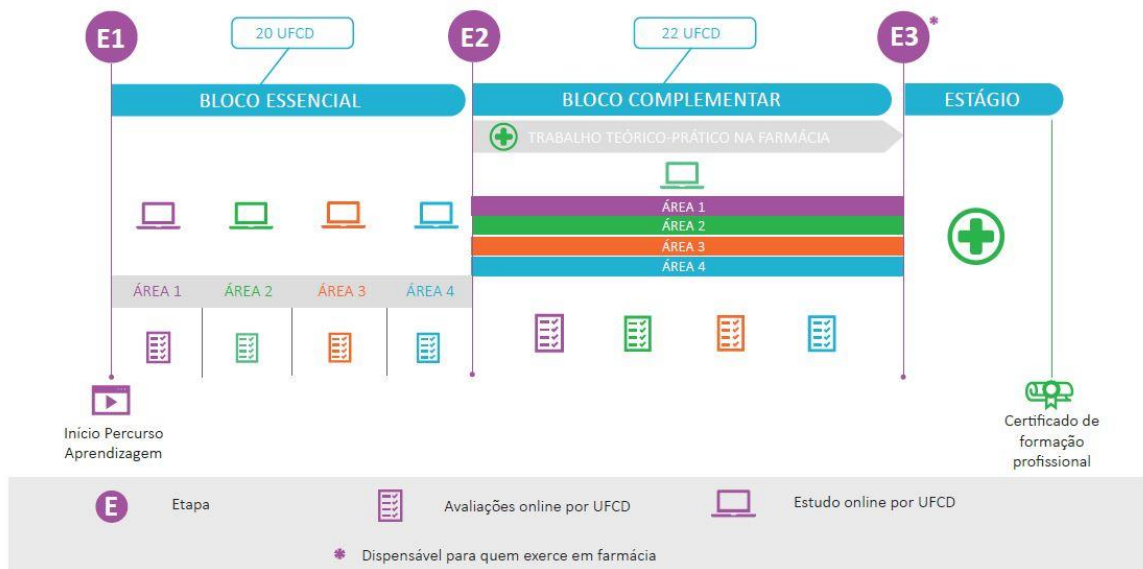 E1
20 UFCD
E2
22 UFCD
E3 *
BLOCO ESSENCIAL
BLOCO COMPLEMENTAR
ESTÁGIO
TRABALHO TEÓRICO-PRÁTICO NA FARMÁCIA
ÁREA 1
ÁREA 2
ÁREA 3
ÁREA 4
ÁREA 1
ÁREA 2
ÁREA 3
ÁREA 4
Início Percurso
Aprendizagem
Certificado de
formação
profissional
E
Etapa
Avaliações online por UFCD
Estudo online por UFCD
* Dispensável para quem exerce em farmácia